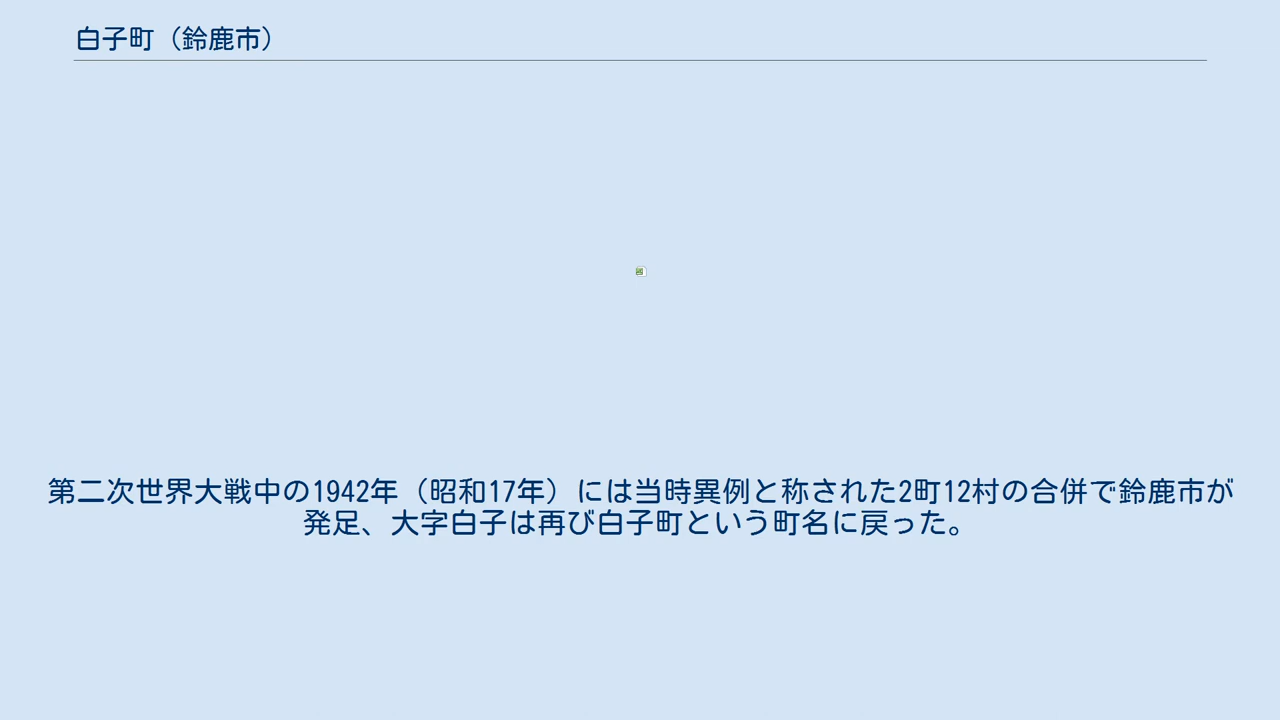 白子町（鈴鹿市）
第二次世界大戦中の1942年（昭和17年）には当時異例と称された2町12村の合併で鈴鹿市が
発足、大字白子は再び白子町という町名に戻った。